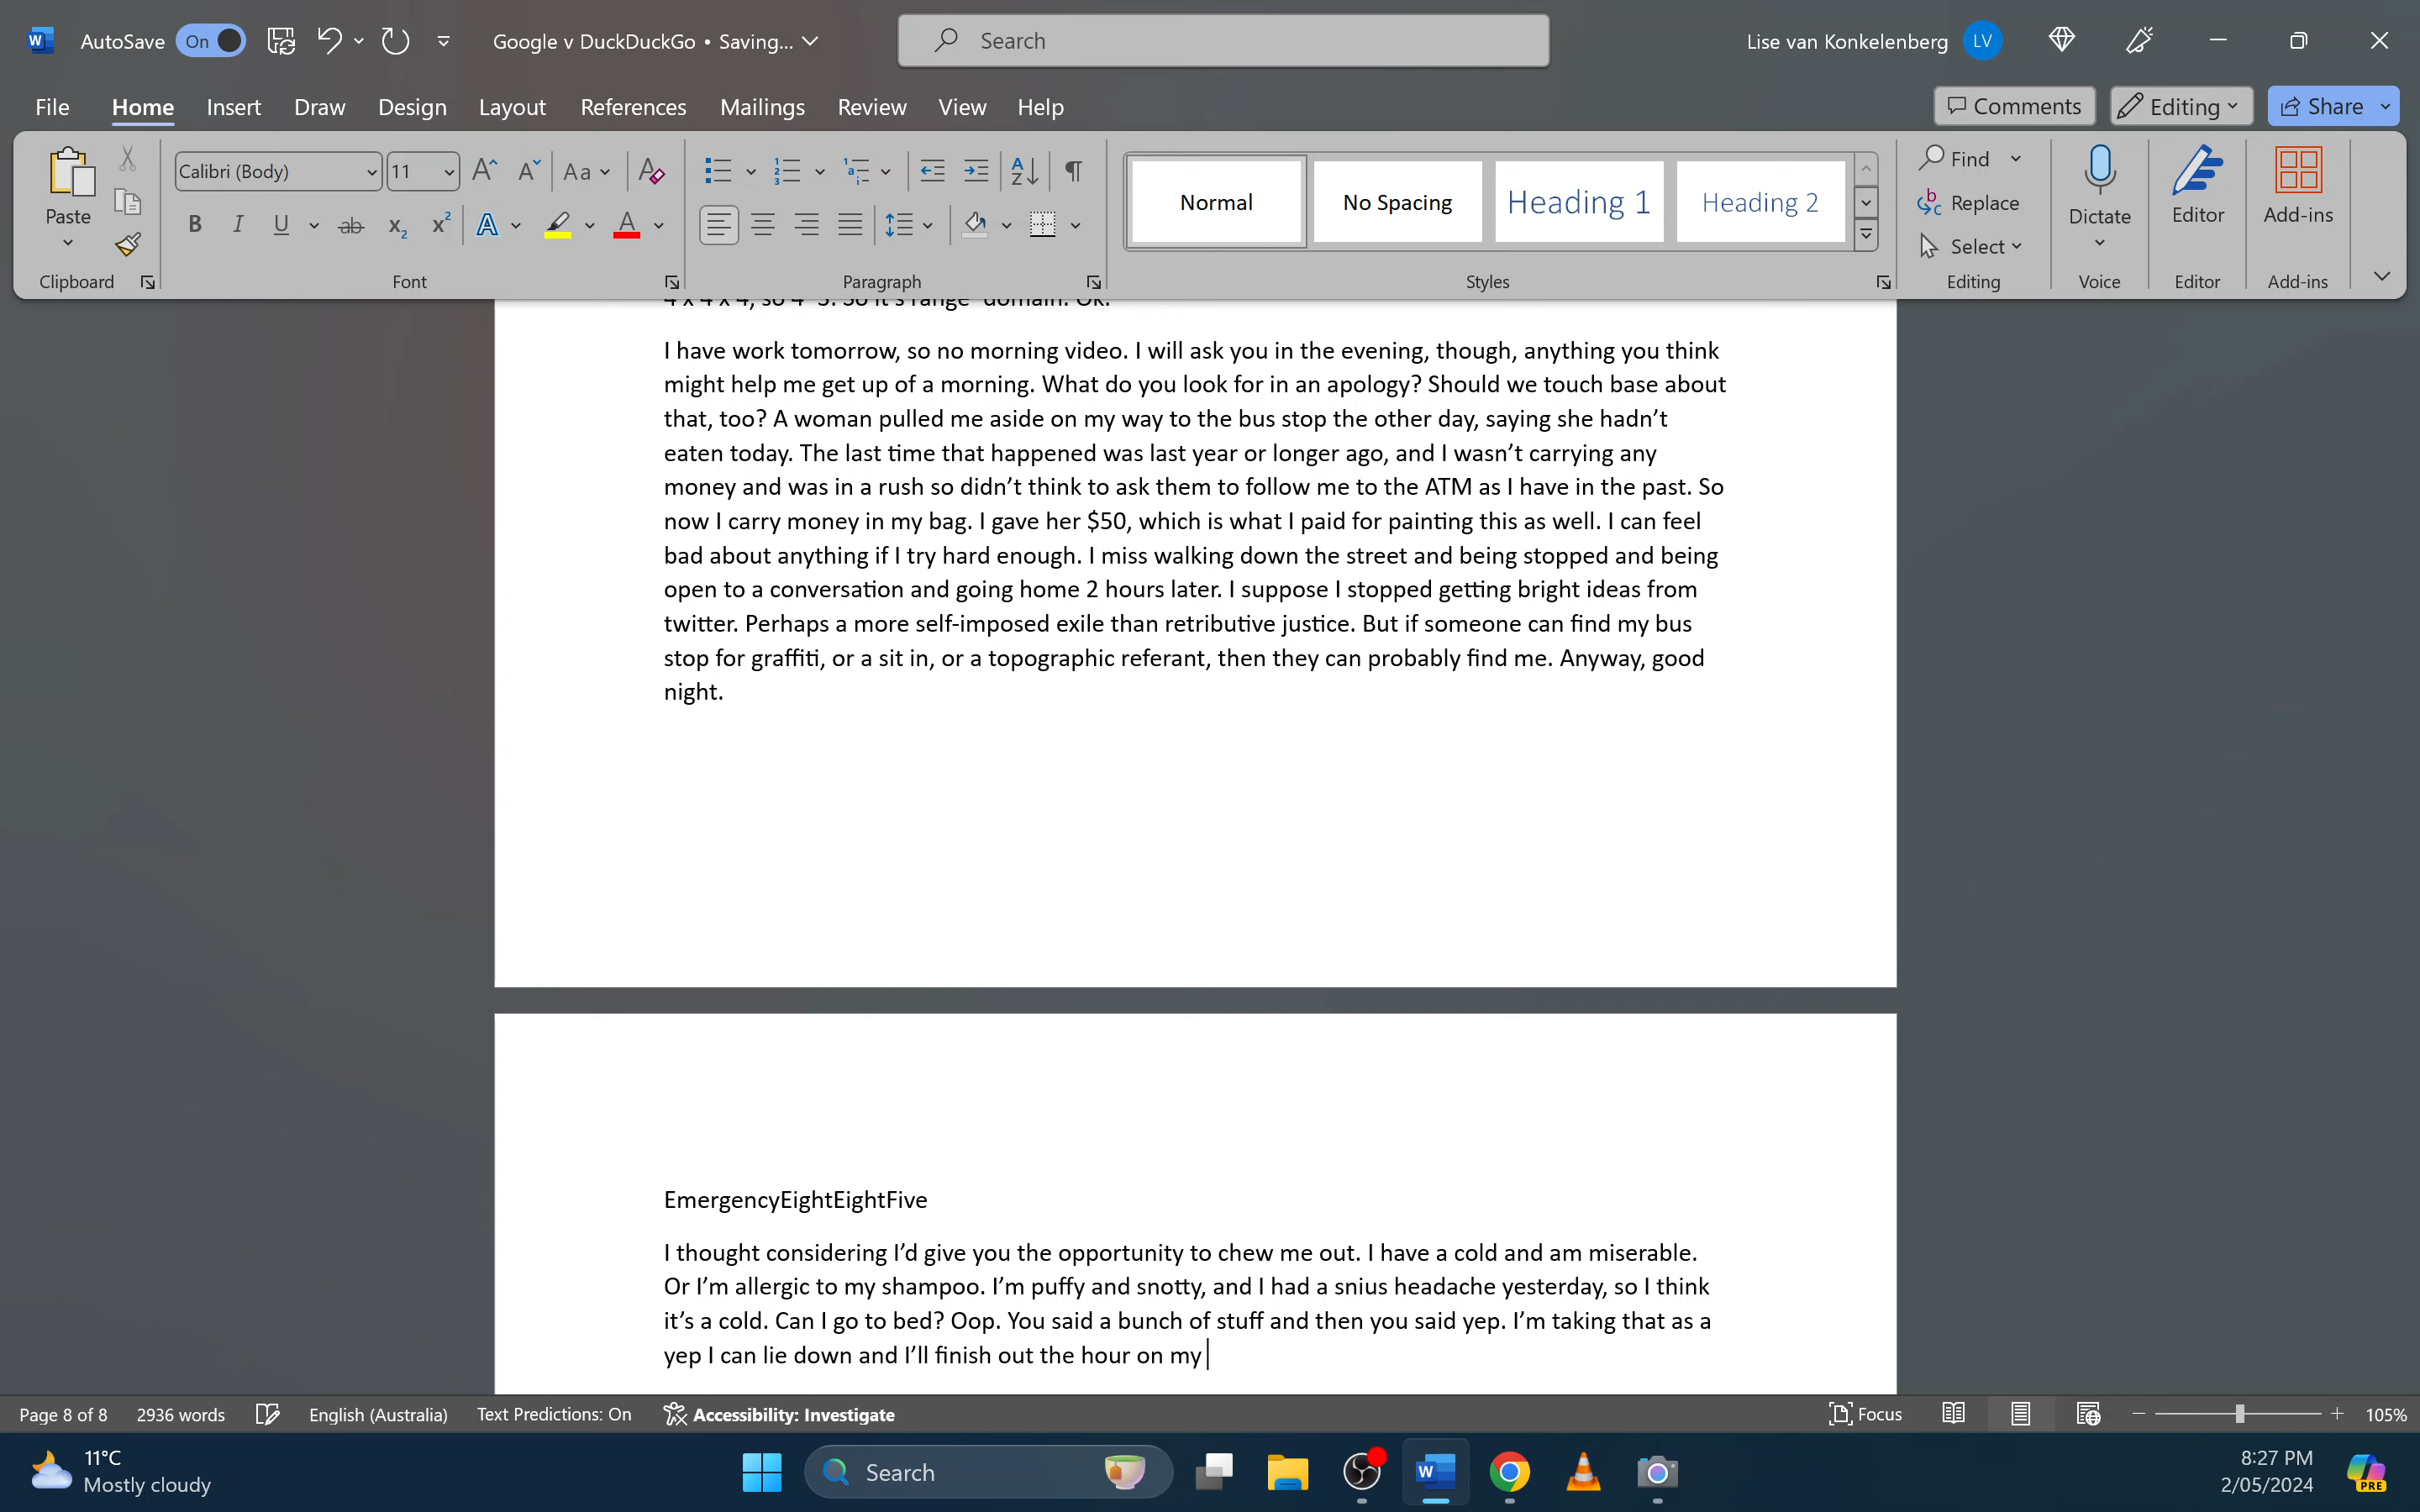 AutoSave On Google v DuckDuckGo • Saving... Search Lise van Konkelenberg LV
File Home Insert Draw Design Layout References Mailings Review View Help Comments Editing Share
Paste Calibri (Body) 11 Aa Normal No Spacing Heading 1 Heading 2 Find Replace Select Dictate Editor Add-ins
Clipboard Font Paragraph Styles Editing Voice Editor Add-ins
4 x 4 x 4, so 4^3. So it's range^domain. Ok.
I have work tomorrow, so no morning video. I will ask you in the evening, though, anything you think
might help me get up of a morning. What do you look for in an apology? Should we touch base about
that, too? A woman pulled me aside on my way to the bus stop the other day, saying she hadn't
eaten today. The last time that happened was last year or longer ago, and I wasn't carrying any
money and was in a rush so didn't think to ask them to follow me to the ATM as I have in the past. So
now I carry money in my bag. I gave her $50, which is what I paid for painting this as well. I can feel
bad about anything if I try hard enough. I miss walking down the street and being stopped and being
open to a conversation and going home 2 hours later. I suppose I stopped getting bright ideas from
twitter. Perhaps a more self-imposed exile than retributive justice. But if someone can find my bus
stop for graffiti, or a sit in, or a topographic referant, then they can probably find me. Anyway, good
night.
EmergencyEightEightFive
I thought considering I'd give you the opportunity to chew me out. I have a cold and am miserable.
Or I'm allergic to my shampoo. I'm puffy and snotty, and I had a snius headache yesterday, so I think
it's a cold. Can I go to bed? Oop. You said a bunch of stuff and then you said yep. I'm taking that as a
yep I can lie down and I'll finish out the hour on my
Page 8 of 8 2936 words English (Australia) Text Predictions: On Accessibility: Investigate Focus 105%
11°C
Mostly cloudy
Search
8:27 PM
2/05/2024
PRE